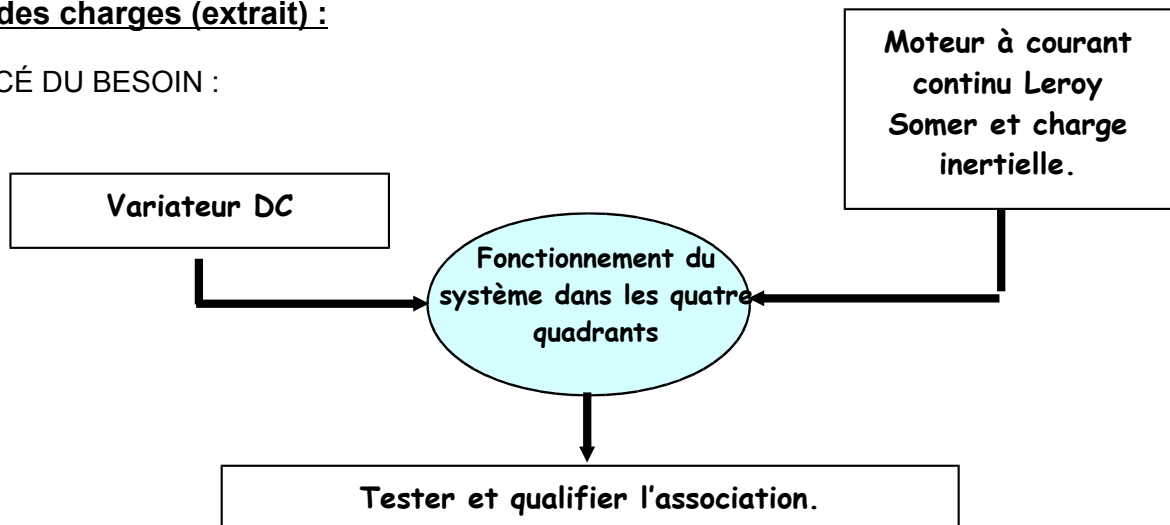 des charges (extrait) :
CÉ DU BESOIN :
Moteur à courant
continu Leroy
Somer et charge
inertielle.
Variateur DC
Fonctionnement du
système dans les quatre
quadrants
Tester et qualifier l'association.